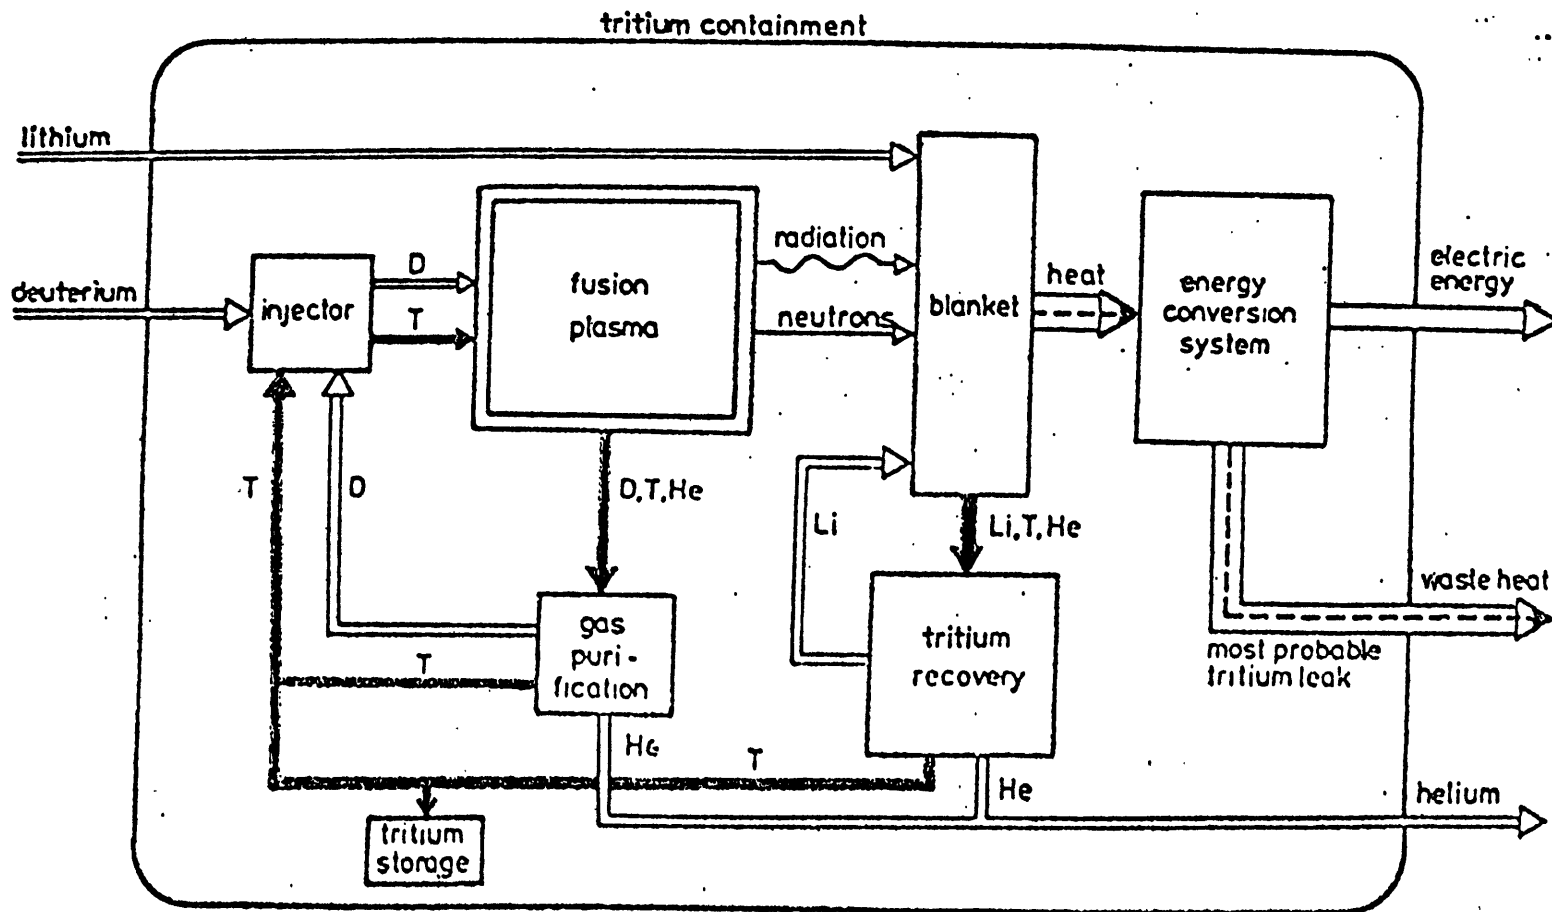 tritium containment
lithium
deuterium
injector
D
T
fusion
plasma
radiation
neutrons
blanket
heat
energy
conversion
system
electric
energy
T
D
D,T,He
Li
Li,T,He
waste heat
most probable
tritium leak
gas
puri-
fication
T
tritium
recovery
He
T
He
helium
tritium
storage